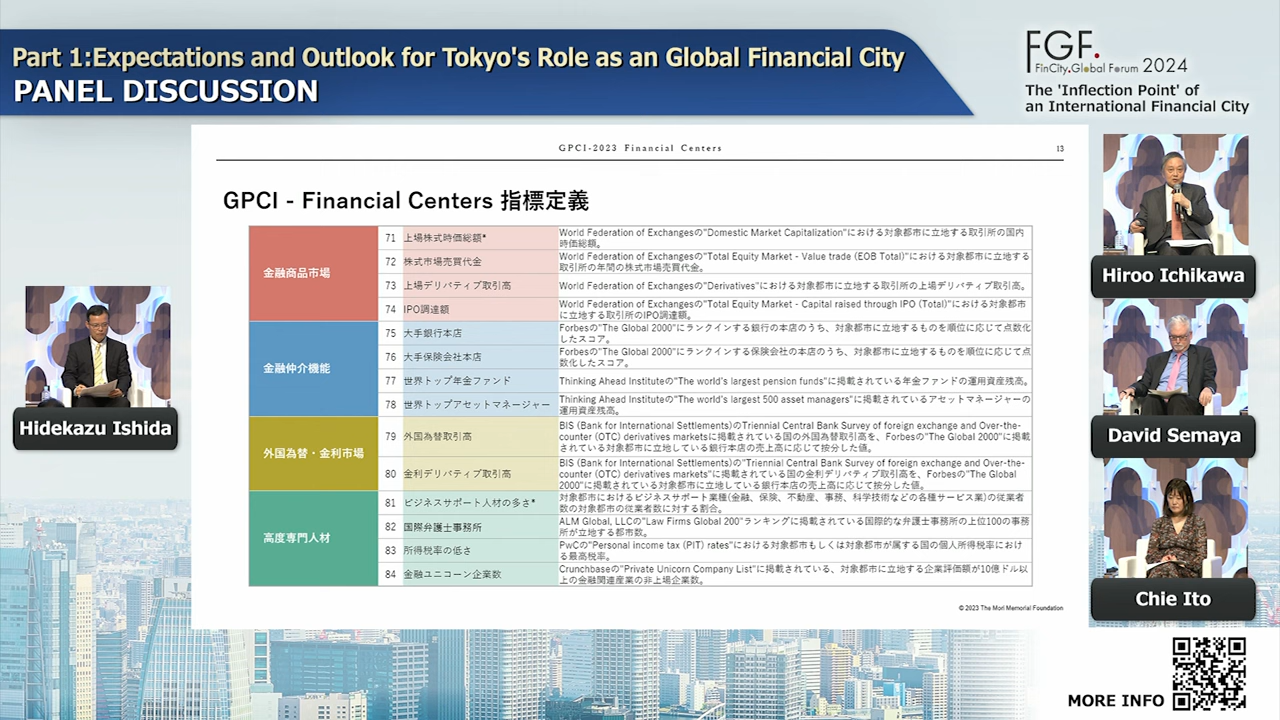 Part 1:Expectations and Outlook for Tokyo's Role as an Global Financial City
PANEL DISCUSSION
FGF.
FinCity.Global Forum 2024
The 'Inflection Point' of
an International Financial City
GPCI-2023 Financial Centers
13
GPCI - Financial Centers 指標定義
金融商品市場
71 上場株式時価総額* World Federation of Exchangesの"Domestic Market Capitalization"における対象都市に立地する取引所の国内
時価総額。
72 株式市場売買代金 World Federation of Exchangesの"Total Equity Market - Value trade (EOB Total)"における対象都市に立地する
取引所の年間の株式市場売買代金。
73 上場デリバティブ取引高 World Federation of Exchangesの"Derivatives"における対象都市に立地する取引所の上場デリバティブ取引高。
74 IPO調達額 World Federation of Exchangesの"Total Equity Market - Capital raised through IPO (Total)"における対象都市
に立地する取引所のIPO調達額。
金融仲介機能
75 大手銀行本店 Forbesの"The Global 2000"にランクインする銀行の本店のうち、対象都市に立地するものを順位に応じて点数化
したスコア。
76 大手保険会社本店 Forbesの"The Global 2000"にランクインする保険会社の本店のうち、対象都市に立地するものを順位に応じて点
数化したスコア。
77 世界トップ年金ファンド Thinking Ahead Instituteの"The world's largest pension funds"に掲載されている年金ファンドの運用資産残高。
78 世界トップアセットマネージャー Thinking Ahead Instituteの"The world's largest 500 asset managers"に掲載されているアセットマネージャーの
運用資産残高。
外国為替・金利市場
79 外国為替取引高 BIS (Bank for International Settlements)の"Triennial Central Bank Survey of foreign exchange and Over-the-
counter (OTC) derivatives marketsに掲載されている国の外国為替取引高を、Forbesの"The Global 2000"に掲載
されている対象都市に立地している銀行本店の売上高に応じて按分した値。
80 金利デリバティブ取引高 BIS (Bank for International Settlements)の"Triennial Central Bank Survey of foreign exchange and Over-the-
counter (OTC) derivatives markets"に掲載されている国の金利デリバティブ取引高を、Forbesの"The Global
2000"に掲載されている対象都市に立地している銀行本店の売上高に応じて按分した値。
高度専門人材
81 ビジネスサポート人材の多さ* 対象都市におけるビジネスサポート業種(金融、保険、不動産、事務、科学技術などの各種サービス業)の従業者
数の対象都市の従業者数に対する割合。
82 国際弁護士事務所 ALM Global, LLCの"Law Firms Global 200"ランキングに掲載されている国際的な弁護士事務所の上位100の事務
所が立地する都市数。
83 所得税率の低さ PwCの"Personal income tax (PIT) rates"における対象都市もしくは対象都市が属する国の個人所得税率におけ
る最高税率。
84 金融ユニコーン企業数 Crunchbaseの"Private Unicorn Company List"に掲載されている、対象都市に立地する企業評価額が10億ドル以
上の金融関連産業の非上場企業数。
© 2023 The Mori Memorial Foundation
Hidekazu Ishida
Hiroo Ichikawa
David Semaya
Chie Ito
MORE INFO